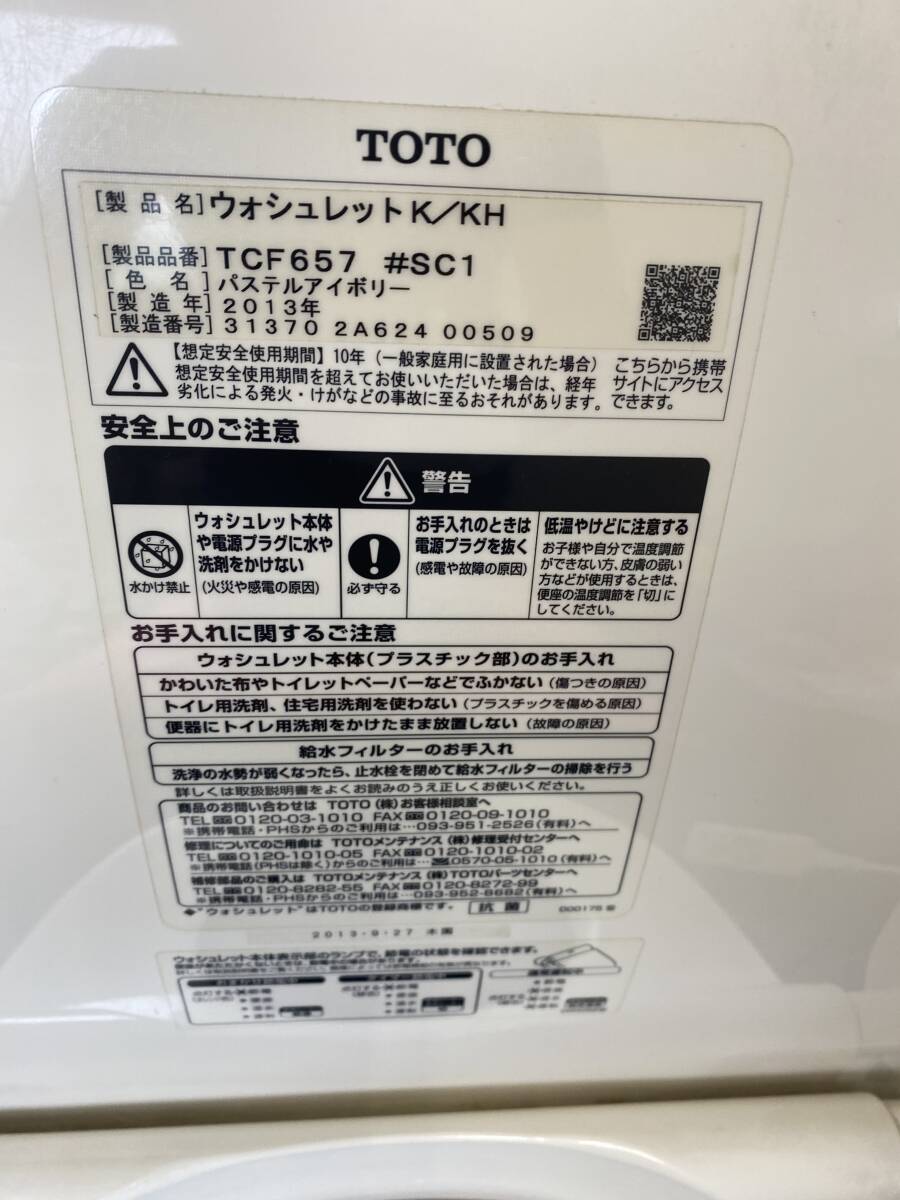 TOTO
[製品名]ウォシュレットK/KH
[製品品番]TCF657 #SC1
[色名]パステルアイボリー
[製造年]2013年
[製造番号]31370 2A624 00509
【想定安全使用期間】10年(一般家庭用に設置された場合)
想定安全使用期間を超えてお使いいただいた場合は、経年
劣化による発火・けがなどの事故に至るおそれがあります。
こちらから携帯
サイトにアクセス
できます。
安全上のご注意
警告
水かけ禁止
ウォシュレット本体
や電源プラグに水や
洗剤をかけない
(火災や感電の原因)
必ず守る
お手入れのときは
電源プラグを抜く
(感電や故障の原因)
低温やけどに注意する
お子様や自分で温度調節
ができない方、皮膚の弱い
方などが使用するときは、
便座の温度調節を「切」に
してください。
お手入れに関するご注意
ウォシュレット本体(プラスチック部)のお手入れ
かわいた布やトイレットペーパーなどでふかない(傷つきの原因)
トイレ用洗剤、住宅用洗剤を使わない(プラスチックを傷める原因)
便器にトイレ用洗剤をかけたまま放置しない(故障の原因)
給水フィルターのお手入れ
洗浄の水勢が弱くなったら、止水栓を閉めて給水フィルターの掃除を行う
詳しくは取扱説明書をよくお読みのうえ正しくお使いください。
商品のお問い合わせは TOTO(株)お客様相談室へ
TEL 0120-03-1010 FAX 0120-09-1010
※携帯電話・PHSからのご利用は…093-951-2526(有料)へ
修理についてのご用命は TOTOメンテナンス(株)修理受付センターへ
TEL 0120-1010-05 FAX 0120-1010-02
※携帯電話(PHSは除く)からのご利用は… 0570-05-1010(有料)へ
補修部品のご購入は TOTOメンテナンス(株)TOTOパーツセンターへ
TEL 0120-8282-55 FAX 0120-8272-99
※携帯電話・PHSからのご利用は…093-952-8682(有料)へ
◆"ウォシュレット"はTOTOの登録商標です。 抗菌
2013-9-27
ウォシュレット本体表示部のランプで、節電の状態を確認できます。